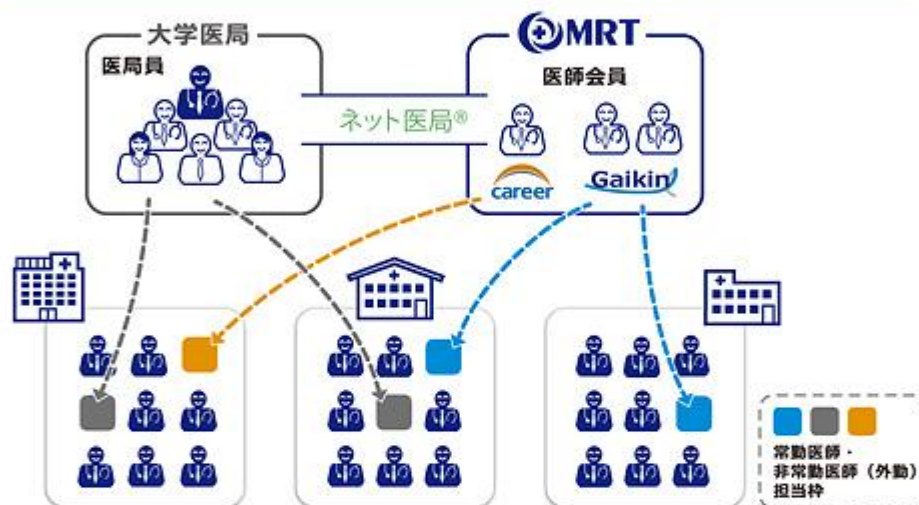 大学医局
医局員
ネット医局®
MRT
医師会員
career
Gaikin
常勤医師・
非常勤医師（外勤）
担当枠